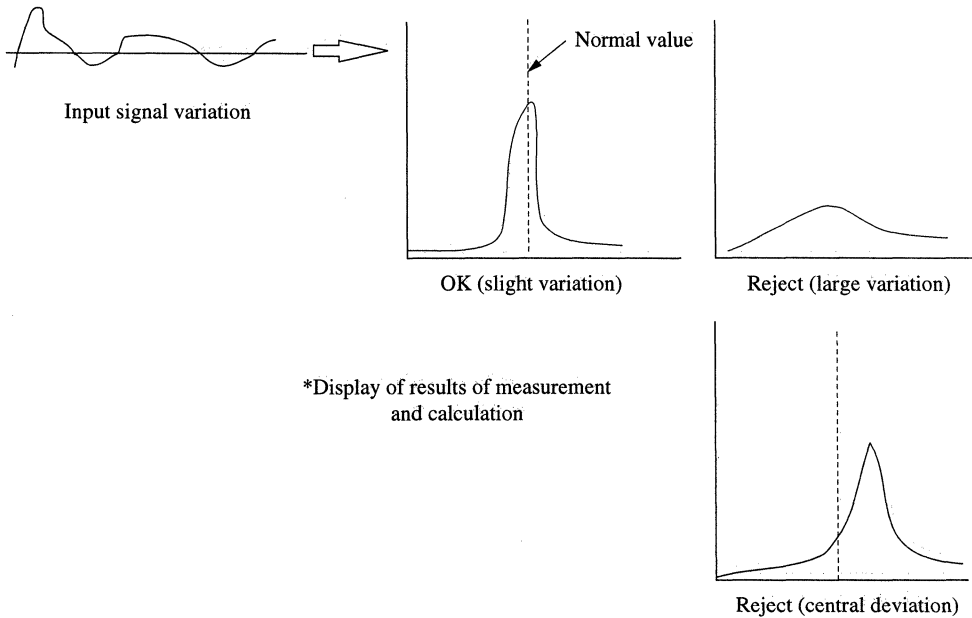 Normal value
Input signal variation
OK (slight variation)
Reject (large variation)
*Display of results of measurement
and calculation
Reject (central deviation)